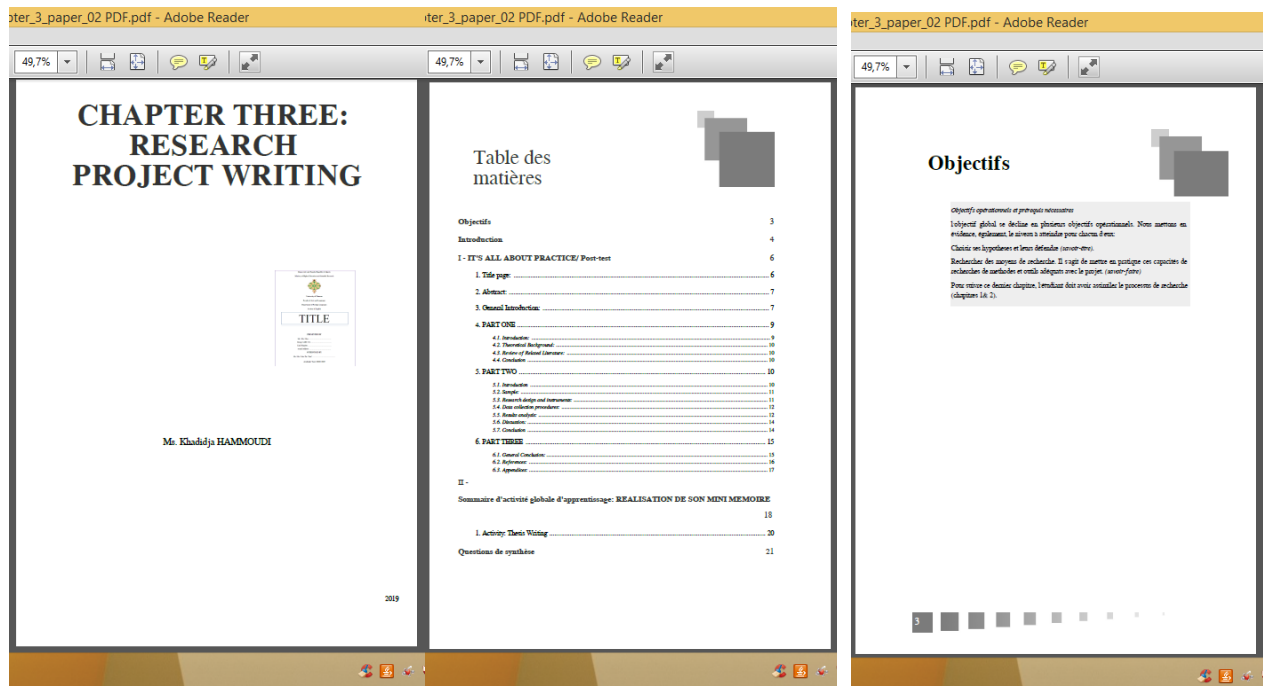 oter_3_paper_02 PDF.pdf - Adobe Reader
49,7%
CHAPTER THREE:
RESEARCH
PROJECT WRITING
TITLE
Ms. Khadidja HAMMOUDI
2019
ter_3_paper_02 PDF.pdf - Adobe Reader
49,7%
Table des
matières
Objectifs 3
Introduction 4
I - IT'S ALL ABOUT PRACTICE/ Post-test 6
1. Title page: 6
2. Abstract: 7
3. General Introduction: 7
4. PART ONE 9
4.1. Introduction: 9
4.2. Theoretical Background: 10
4.3. Review of Related Literature: 10
4.4. Conclusion 10
5. PART TWO 10
5.1. Introduction 10
5.2. Sample: 11
5.3. Research design and instruments: 11
5.4. Data collection procedures: 12
5.5. Results analysis: 12
5.6. Discussion: 14
5.7. Conclusion 14
6. PART THREE 15
6.1. General Conclusion: 15
6.2. References: 16
6.3. Appendices: 17
II -
Sommaire d'activité globale d'apprentissage: REALISATION DE SON MINI MEMOIRE
18
1. Activity: Thesis Writing 20
Questions de synthèse 21
oter_3_paper_02 PDF.pdf - Adobe Reader
49,7%
Objectifs
Objectifs opérationnels et prérequis nécessaires
l'objectif global se décline en plusieurs objectifs opérationnels. Nous mettons en
évidence, également, le niveau à atteindre pour chacun d'eux:
Choisir ses hypotheses et leurs défendre (savoir-être).
Rechercher des moyens de recherche. Il s'agit de mettre en pratique ces capacités de
recherches de méthodes et outils adéquats avec le projet. (savoir-faire)
Pour suivre ce dernier chapitre, l'étudiant doit avoir assimiler le processus de recherche
(chapitres 1& 2).
3